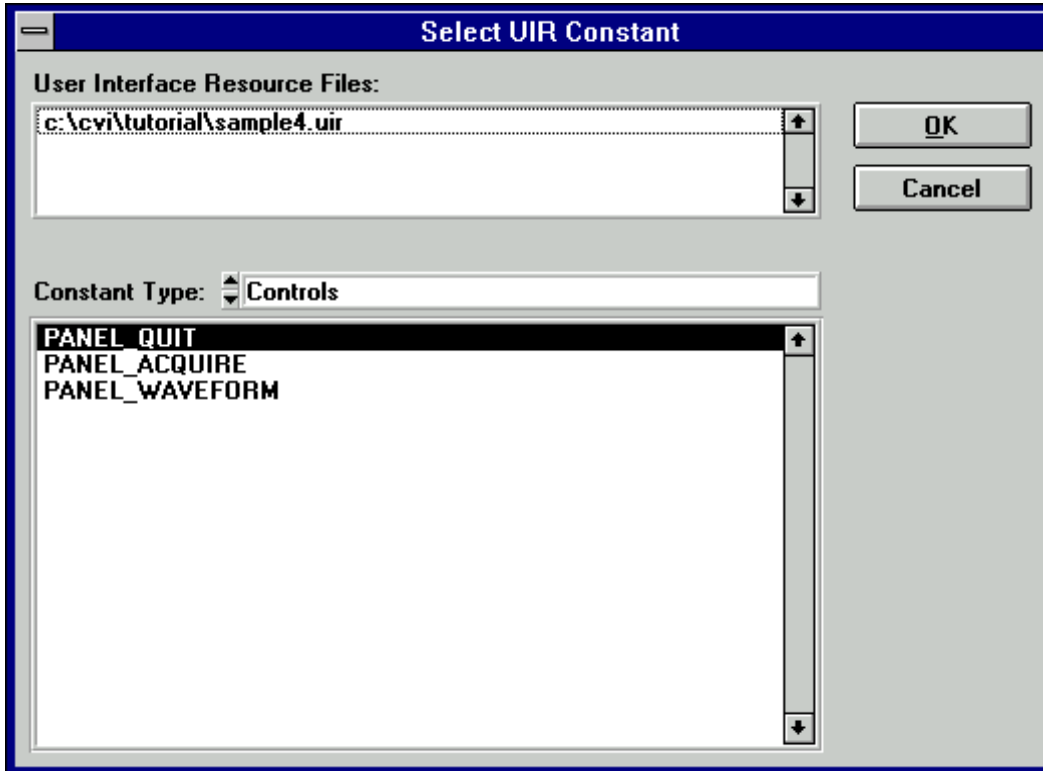 Select UIR Constant
User Interface Resource Files:
c:\cvi\tutorial\sample4.uir
OK
Cancel
Constant Type: Controls
PANEL_QUIT
PANEL_ACQUIRE
PANEL_WAVEFORM